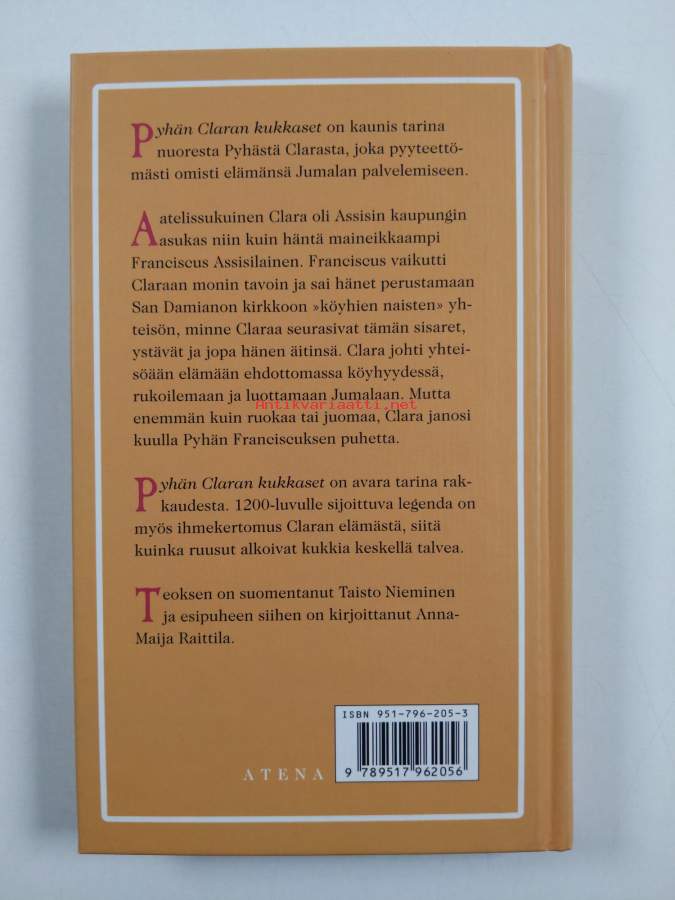 Pyhän Claran kukkaset on kaunis tarina
nuoresta Pyhästä Clarasta, joka pyyteettö-
mästi omisti elämänsä Jumalan palvelemiseen.
Aatelissukuinen Clara oli Assisin kaupungin
asukas niin kuin häntä maineikkaampi
Franciscus Assisilainen. Franciscus vaikutti
Claraan monin tavoin ja sai hänet perustamaan
San Damianon kirkkoon »köyhien naisten» yh-
teisön, minne Claraa seurasivat tämän sisaret,
ystävät ja jopa hänen äitinsä. Clara johti yhtei-
söään elämään ehdottomassa köyhyydessä,
rukoilemaan ja luottamaan Jumalaan. Mutta
Antikvariaatti.net
enemmän kuin ruokaa tai juomaa, Clara janosi
kuulla Pyhän Franciscuksen puhetta.
Pyhän Claran kukkaset on avara tarina rak-
kaudesta. 1200-luvulle sijoittuva legenda on
myös ihmekertomus Claran elämästä, siitä
kuinka ruusut alkoivat kukkia keskellä talvea.
Teoksen on suomentanut Taisto Nieminen
ja esipuheen siihen on kirjoittanut Anna-
Maija Raittila.
ISBN 951-796-205-3
ATENA
9 789517 962056